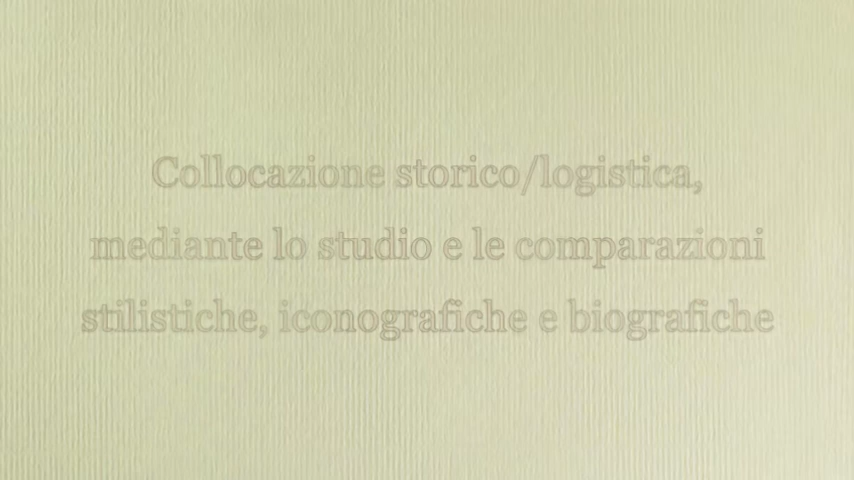 Collocazione storico/logistica,
mediante lo studio e le comparazioni
stilistiche, iconografiche e biografiche